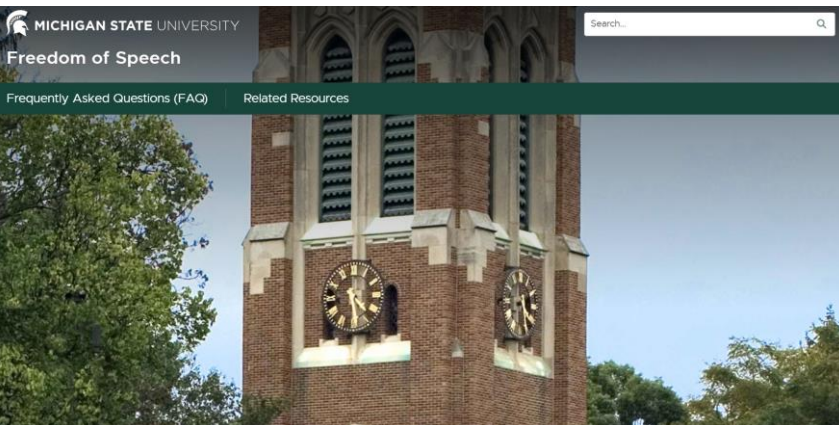 MICHIGAN STATE UNIVERSITY
Search...
Freedom of Speech
Frequently Asked Questions (FAQ)
Related Resources